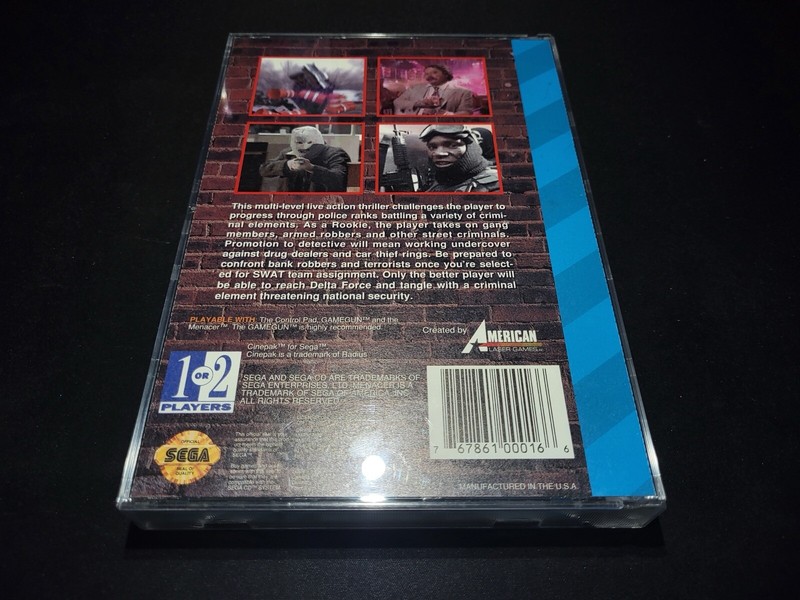 This multi-level live action thriller challenges the player to
progress through police ranks battling a variety of crimi-
nal elements. As a Rookie, the player takes on gang
members, armed robbers and other street criminals.
Promotion to detective will mean working undercover
against drug dealers and car thief rings. Be prepared to
confront bank robbers and terrorists once you're select-
ed for SWAT team assignment. Only the better player will
be able to reach Delta Force and tangle with a criminal
element threatening national security.
PLAYABLE WITH: The Control Pad, GAMEGUN™ and the
Menacer™. The GAMEGUN™ is highly recommended.
Created by AMERICAN
LASER GAMES
Cinepak™ for Sega™.
Cinepak is a trademark of Radius
1 OR 2
PLAYERS
SEGA AND SEGA CD ARE TRADEMARKS OF
SEGA ENTERPRISES, LTD. MENACER IS A
TRADEMARK OF SEGA OF AMERICA, INC.
ALL RIGHTS RESERVED.
OFFICIAL
SEGA
SEAL OF
QUALITY
7 67861 00016 6
MANUFACTURED IN THE U.S.A.